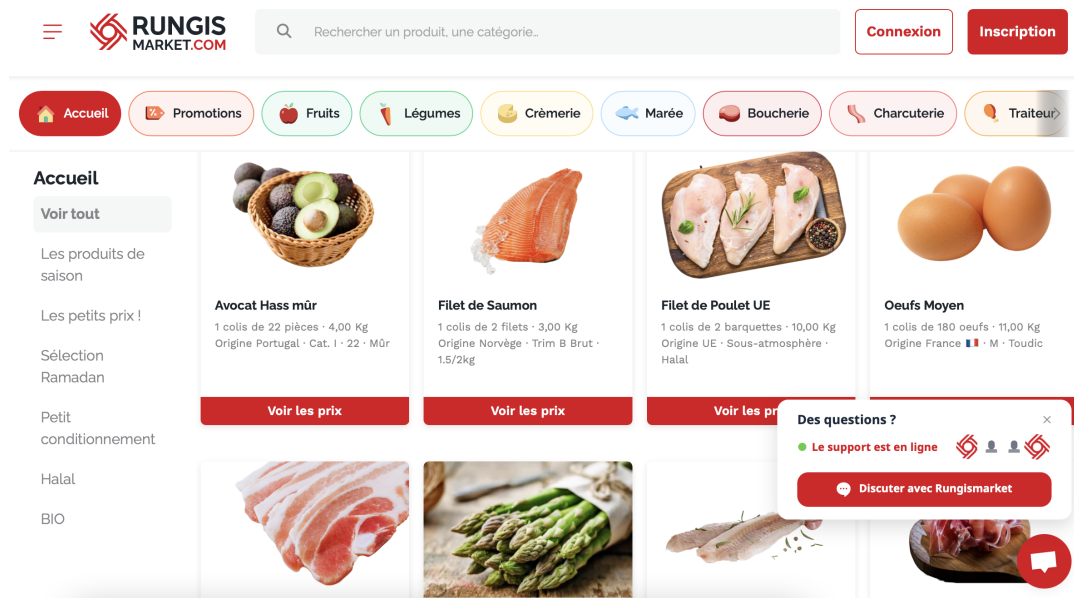 RUNGIS
MARKET.COM
Rechercher un produit, une catégorie...
Connexion
Inscription
Accueil
Promotions
Fruits
Légumes
Crèmerie
Marée
Boucherie
Charcuterie
Traiteur
Accueil
Voir tout
Les produits de
saison
Les petits prix !
Sélection
Ramadan
Petit
conditionnement
Halal
BIO
Avocat Hass mûr
1 colis de 22 pièces · 4,00 Kg
Origine Portugal · Cat. I · 22 · Mûr
Voir les prix
Filet de Saumon
1 colis de 2 filets · 3,00 Kg
Origine Norvège · Trim B Brut ·
1.5/2kg
Voir les prix
Filet de Poulet UE
1 colis de 2 barquettes · 10,00 Kg
Origine UE · Sous-atmosphère ·
Halal
Voir les
Oeufs Moyen
1 colis de 180 oeufs · 11,00 Kg
Origine France 🇫🇷 · M · Toudic
Des questions ?
Le support est en ligne
Discuter avec Rungismarket